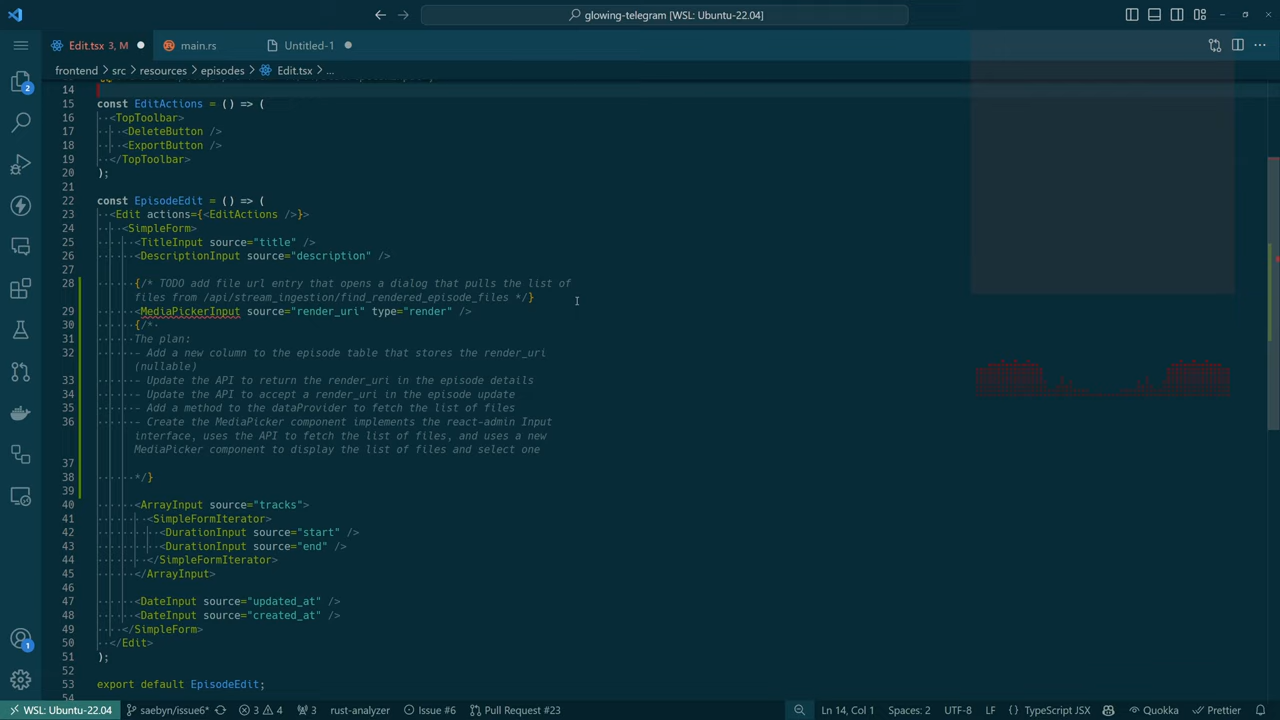 glowing-telegram [WSL: Ubuntu-22.04]
Edit.tsx 3, M
main.rs
Untitled-1
frontend > src > resources > episodes > Edit.tsx > ...
14
15 const EditActions = () => (
16 <TopToolbar>
17 <DeleteButton />
18 <ExportButton />
19 </TopToolbar>
20 );
21
22 const EpisodeEdit = () => (
23 <Edit actions={<EditActions />}>
24 <SimpleForm>
25 <TitleInput source="title" />
26 <DescriptionInput source="description" />
27
28 {/* TODO add file url entry that opens a dialog that pulls the list of
files from /api/stream_ingestion/find_rendered_episode_files */}
29 <MediaPickerInput source="render_uri" type="render" />
30 {/*
31 The plan:
32 - Add a new column to the episode table that stores the render_uri
(nullable)
33 - Update the API to return the render_uri in the episode details
34 - Update the API to accept a render_uri in the episode update
35 - Add a method to the dataProvider to fetch the list of files
36 - Create the MediaPicker component implements the react-admin Input
interface, uses the API to fetch the list of files, and uses a new
MediaPicker component to display the list of files and select one
37
38 */}
39
40 <ArrayInput source="tracks">
41 <SimpleFormIterator>
42 <DurationInput source="start" />
43 <DurationInput source="end" />
44 </SimpleFormIterator>
45 </ArrayInput>
46
47 <DateInput source="updated_at" />
48 <DateInput source="created_at" />
49 </SimpleForm>
50 </Edit>
51 );
52
53 export default EpisodeEdit;
54
2
1
WSL: Ubuntu-22.04 saebyn/issue6* 3 4 3 rust-analyzer Issue #6 Pull Request #23 Ln 14, Col 1 Spaces: 2 UTF-8 LF {} TypeScript JSX Quokka Prettier